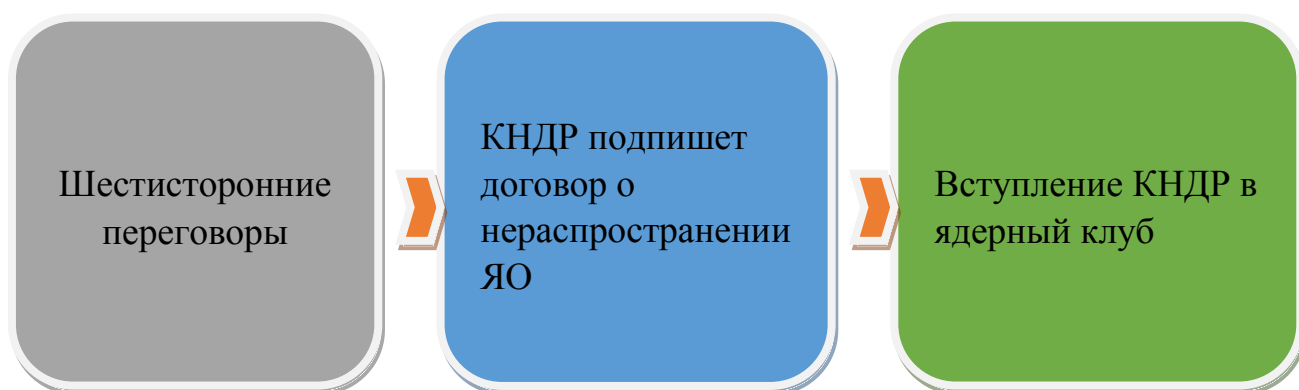 Шестисторонние
переговоры
КНДР подпишет
договор о
нераспространении
ЯО
Вступление КНДР в
ядерный клуб